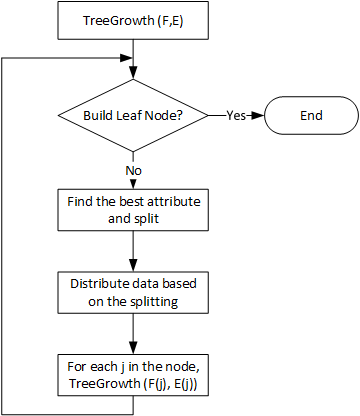 TreeGrowth (F,E)
Build Leaf Node?
Yes
End
No
Find the best attribute
and split
Distribute data based
on the splitting
For each j in the node,
TreeGrowth (F(j), E(j))